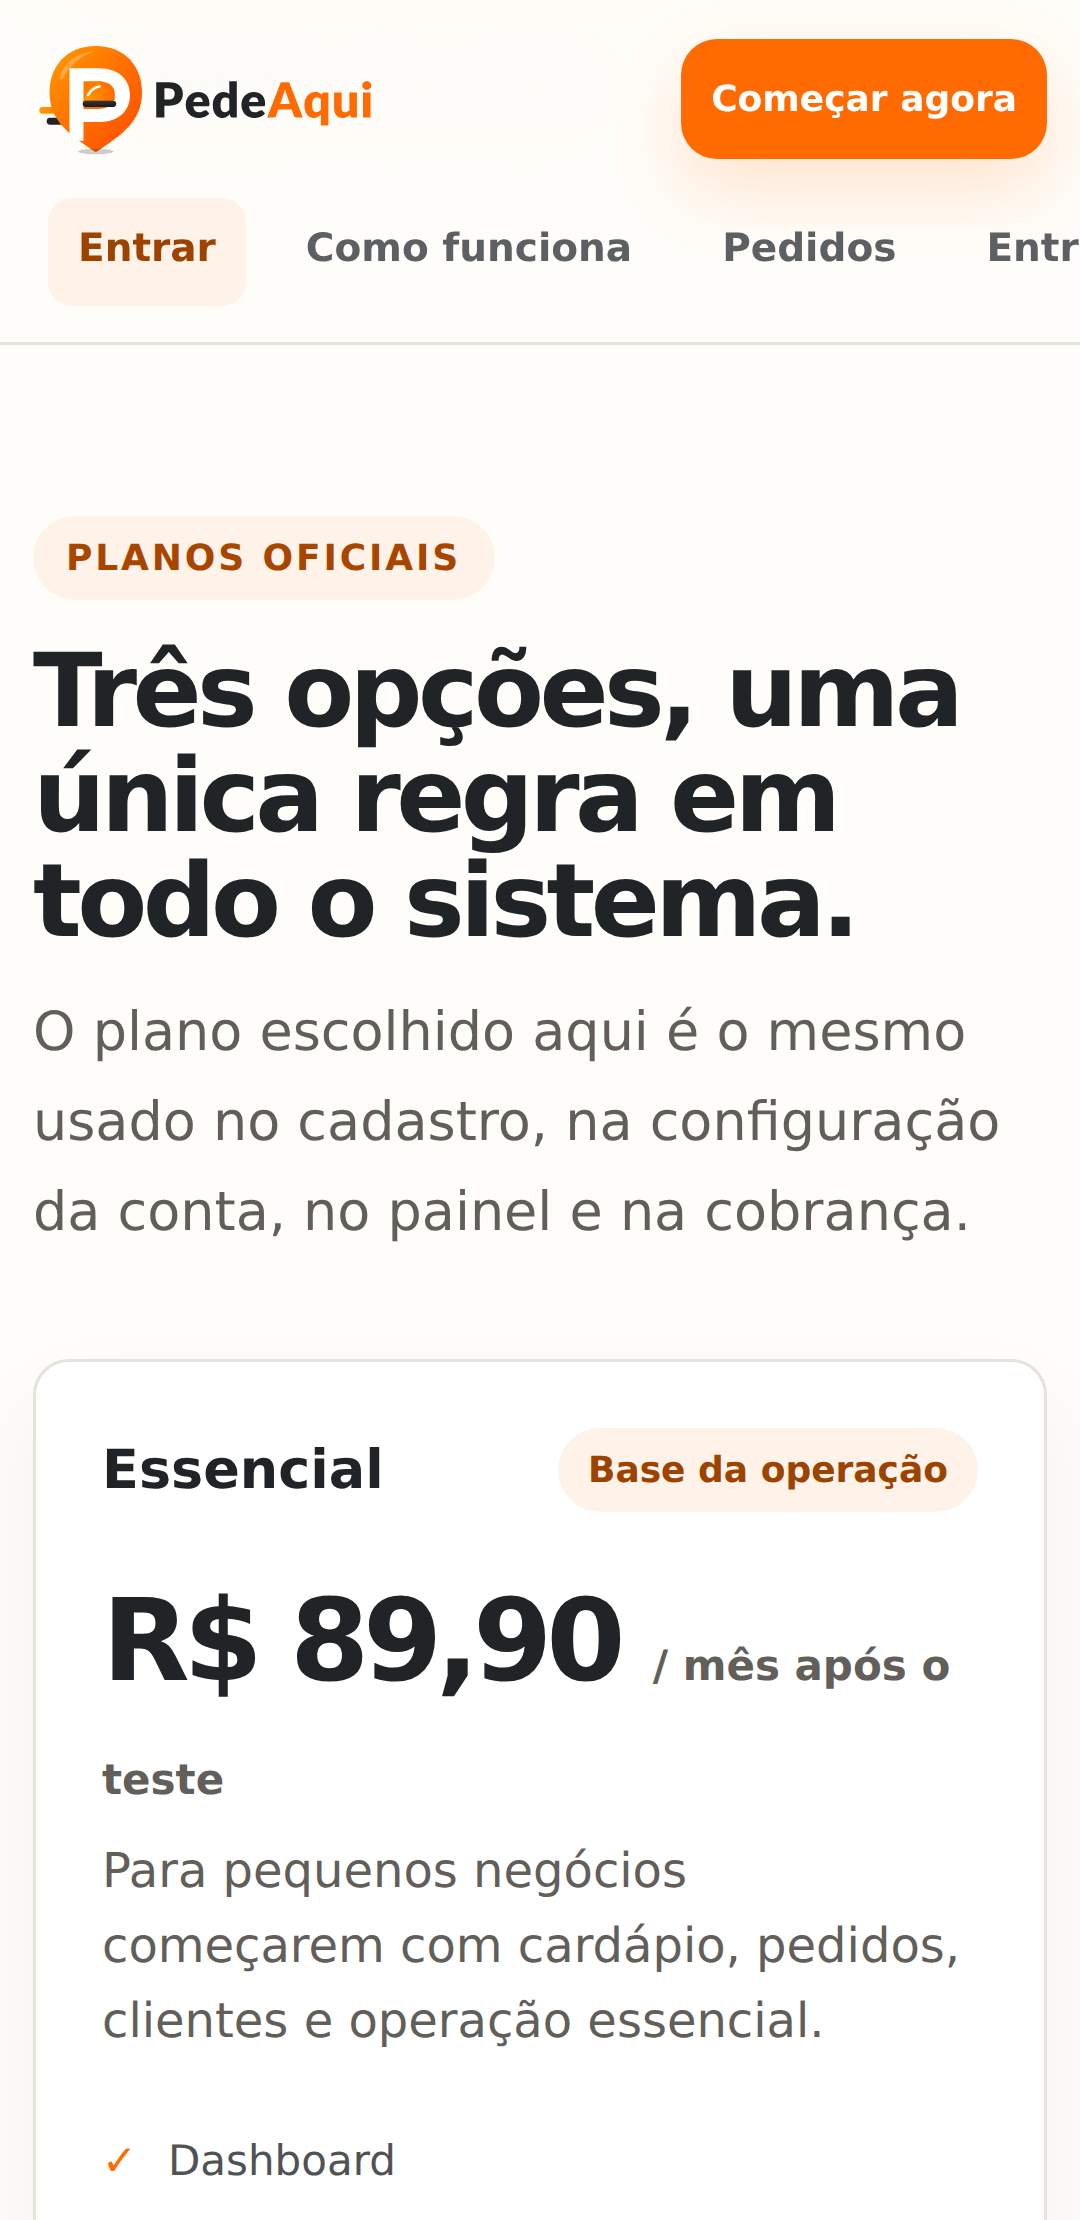 PedeAqui
Começar agora
Entrar
Como funciona
Pedidos
Entr
PLANOS OFICIAIS
Três opções, uma
única regra em
todo o sistema.
O plano escolhido aqui é o mesmo
usado no cadastro, na configuração
da conta, no painel e na cobrança.
Essencial
Base da operação
R$ 89,90 / mês após o
teste
Para pequenos negócios
começarem com cardápio, pedidos,
clientes e operação essencial.
✓ Dashboard